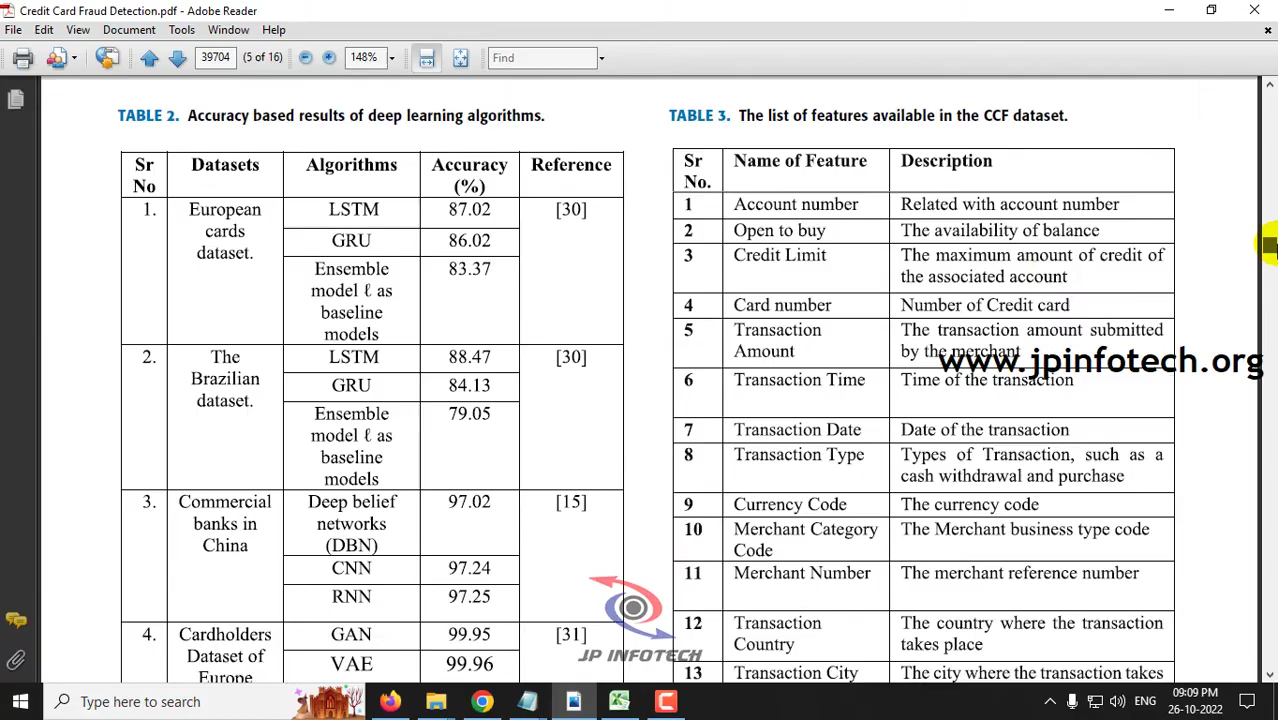 Credit Card Fraud Detection.pdf - Adobe Reader
File Edit View Document Tools Window Help
39704 (5 of 16) 148% Find
TABLE 2. Accuracy based results of deep learning algorithms.
Sr No Datasets Algorithms Accuracy (%) Reference
1. European cards dataset. LSTM 87.02 [30]
GRU 86.02
Ensemble model ℓ as baseline models 83.37
2. The Brazilian dataset. LSTM 88.47 [30]
GRU 84.13
Ensemble model ℓ as baseline models 79.05
3. Commercial banks in China Deep belief networks (DBN) 97.02 [15]
CNN 97.24
RNN 97.25
4. Cardholders Dataset of Europe GAN 99.95 [31]
VAE 99.96
TABLE 3. The list of features available in the CCF dataset.
Sr No. Name of Feature Description
1 Account number Related with account number
2 Open to buy The availability of balance
3 Credit Limit The maximum amount of credit of
the associated account
4 Card number Number of Credit card
5 Transaction Amount The transaction amount submitted
by the merchant
6 Transaction Time Time of the transaction
7 Transaction Date Date of the transaction
8 Transaction Type Types of Transaction, such as a
cash withdrawal and purchase
9 Currency Code The currency code
10 Merchant Category Code The Merchant business type code
11 Merchant Number The merchant reference number
12 Transaction Country The country where the transaction
takes place
13 Transaction City The city where the transaction takes
www.jpinfotech.org
JP INFOTECH
Type here to search
ENG
09:09 PM
26-10-2022